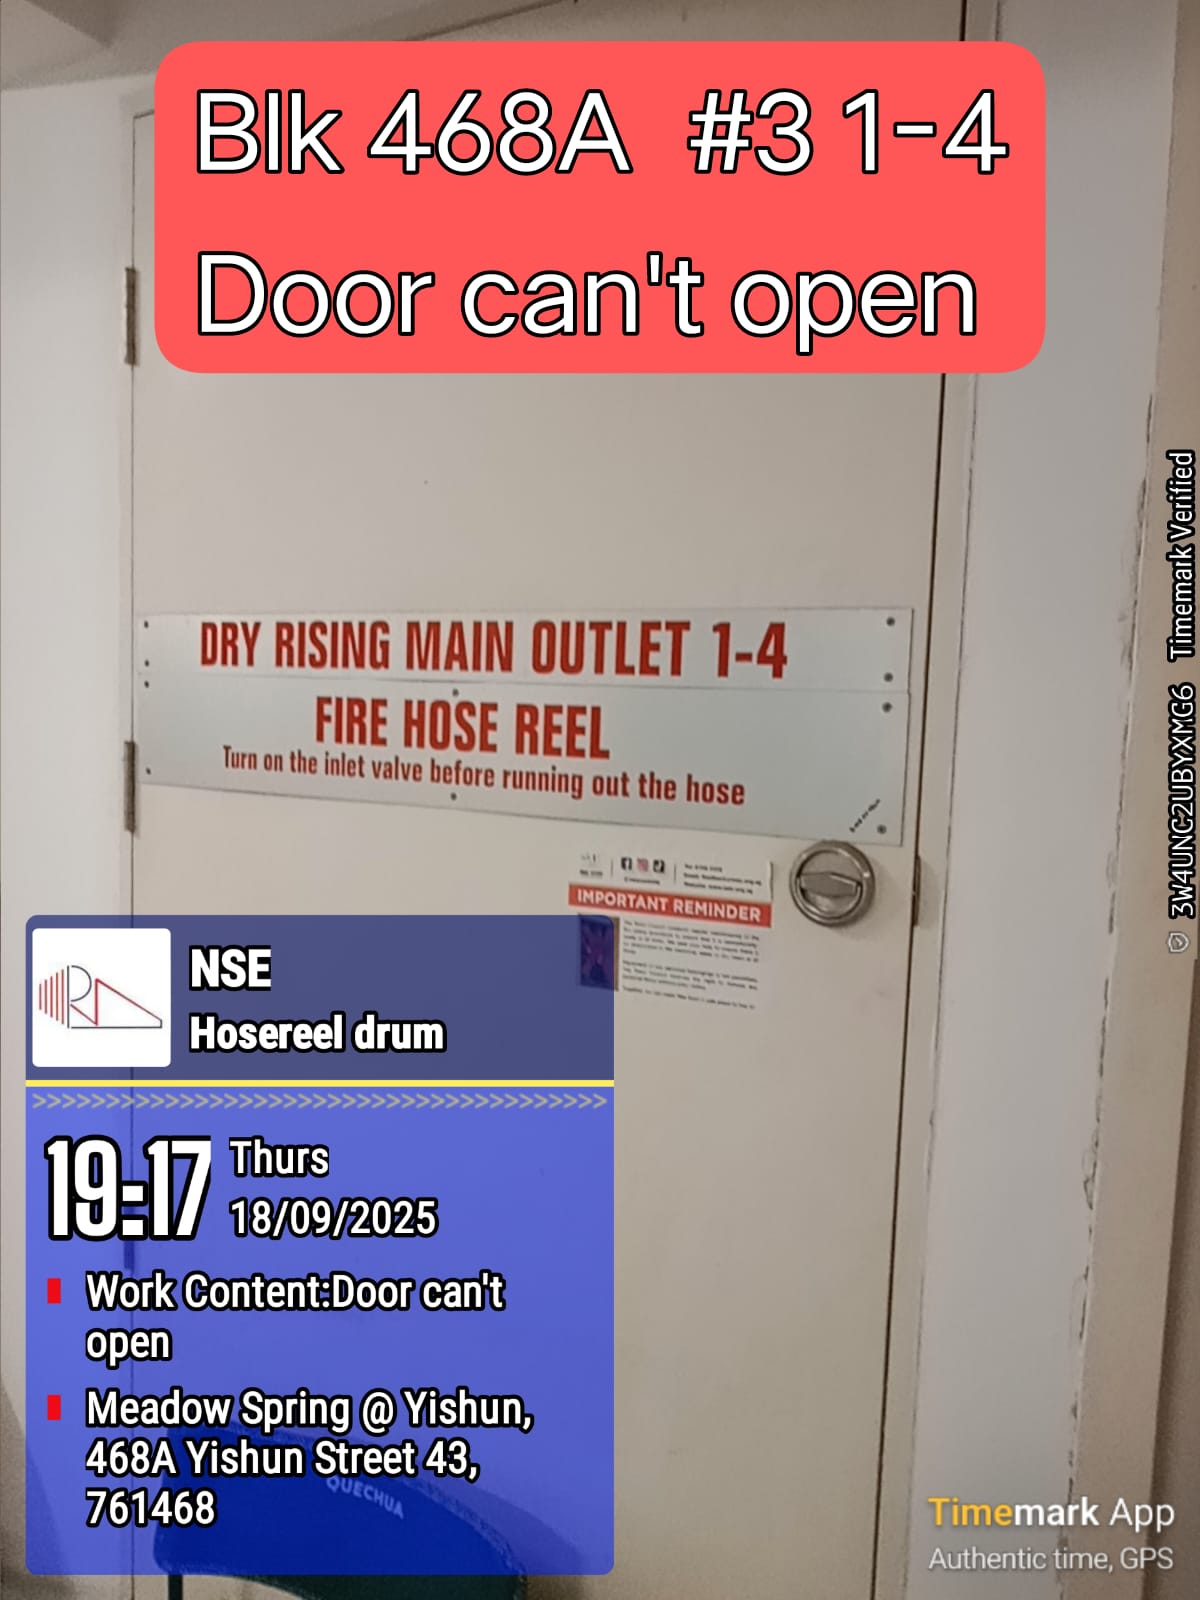 Blk 468A #3 1-4
Door can't open
DRY RISING MAIN OUTLET 1-4
FIRE HOSE REEL
Turn on the inlet valve before running out the hose
IMPORTANT REMINDER
NSE
Hosereel drum
>>>>>>>>>>>>>>>>>>>>>>>>>>>>>>>>>>>>>>>
19:17
Thurs
18/09/2025
Work Content:Door can't
open
Meadow Spring @ Yishun,
468A Yishun Street 43,
761468
QUECHUA
3W4UNC2UBYXMG6 Timemark Verified
Timemark App
Authentic time, GPS